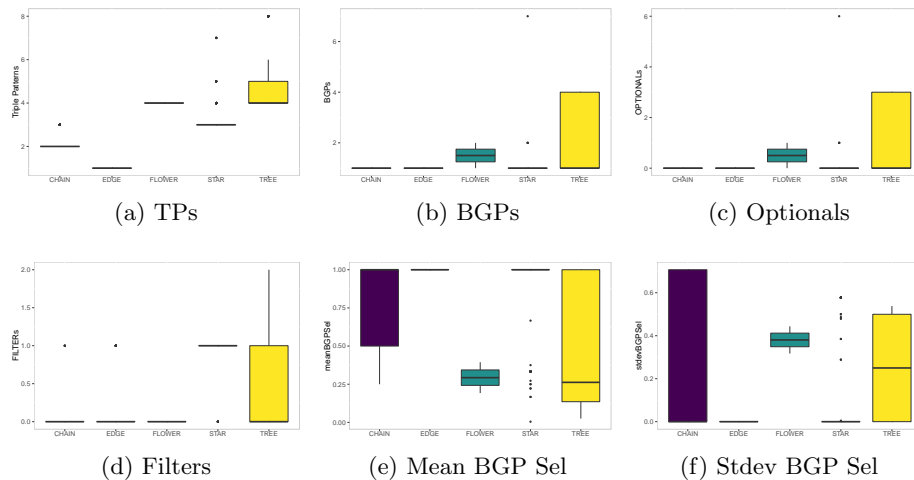 Triple Patterns
8
6
4
2
CHAIN EDGE FLOWER STAR TREE
(a) TPs
BGPs
6
4
2
CHAIN EDGE FLOWER STAR TREE
(b) BGPs
OPTIONALs
6
4
2
0
CHAIN EDGE FLOWER STAR TREE
(c) Optionals
FILTERs
2.0
1.5
1.0
0.5
0.0
CHAIN EDGE FLOWER STAR TREE
(d) Filters
meanBGPSel
1.00
0.75
0.50
0.25
0.00
CHAIN EDGE FLOWER STAR TREE
(e) Mean BGP Sel
stdevBGPSel
0.6
0.4
0.2
0.0
CHAIN EDGE FLOWER STAR TREE
(f) Stdev BGP Sel